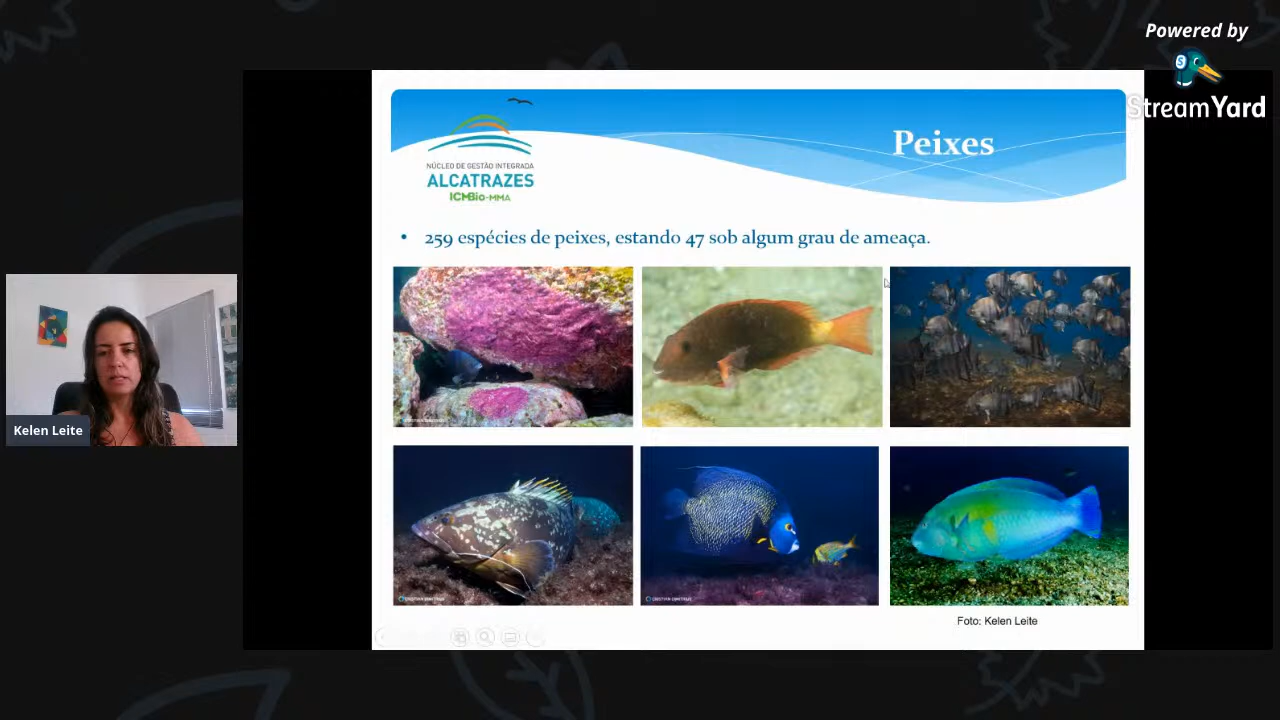 Powered by
StreamYard
Peixes
NÚCLEO DE GESTÃO INTEGRADA
ALCATRAZES
ICMBio-MMA
• 259 espécies de peixes, estando 47 sob algum grau de ameaça.
Kelen Leite
Foto: Kelen Leite